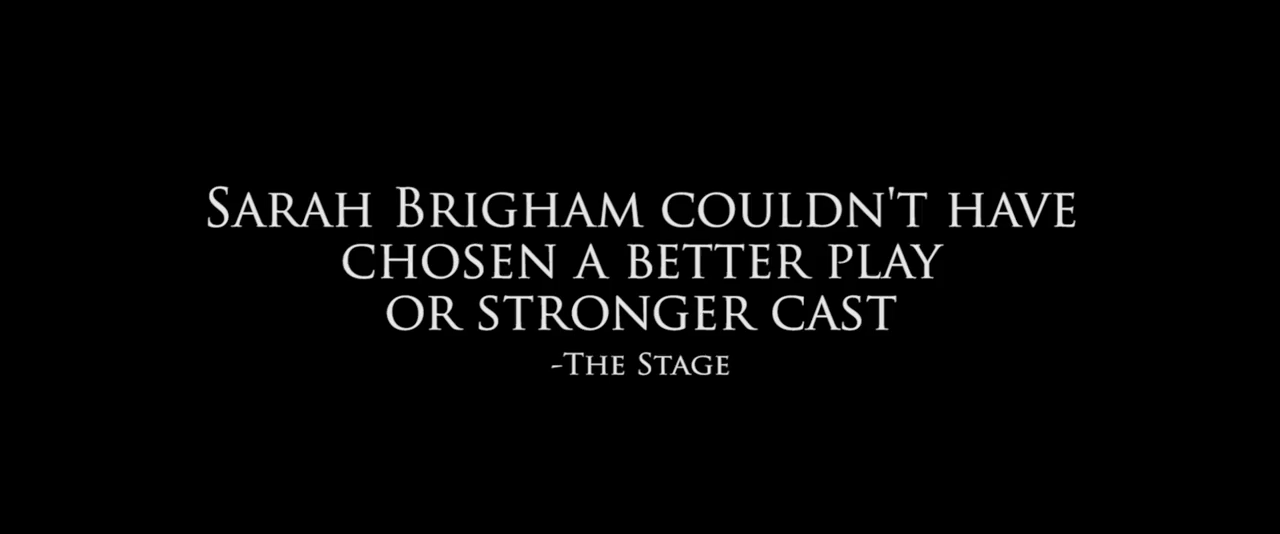 Sarah Brigham couldn't have
chosen a better play
or stronger cast
-The Stage